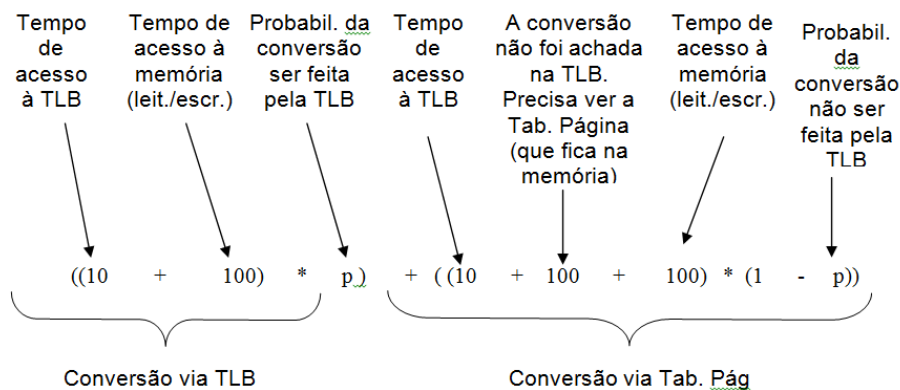 Tempo
de
acesso
à TLB
Tempo de
acesso à
memória
(leit./escr.)
Probabil. da
conversão
ser feita
pela TLB
Tempo
de
acesso
à TLB
A conversão
não foi achada
na TLB.
Precisa ver a
Tab. Página
(que fica na
memória)
Tempo de
acesso à
memória
(leit./escr.)
Probabil.
da
conversão
não ser
feita pela
TLB
((10 + 100) * p ) + ( (10 + 100 + 100) * (1 - p))
Conversão via TLB
Conversão via Tab. Pág